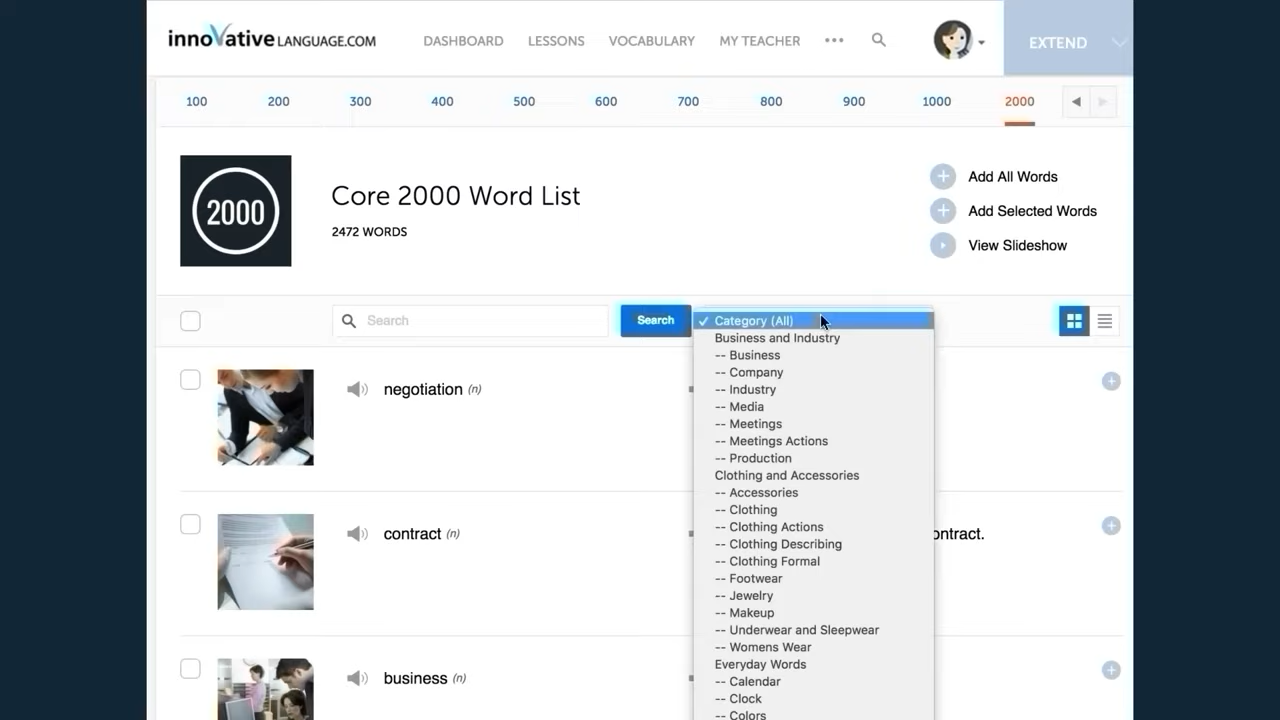 innoVative LANGUAGE.COM
DASHBOARD LESSONS VOCABULARY MY TEACHER ••• EXTEND
100 200 300 400 500 600 700 800 900 1000 2000
2000
Core 2000 Word List
2472 WORDS
Add All Words
Add Selected Words
View Slideshow
Search Search ✓ Category (All)
Business and Industry
-- Business
-- Company
-- Industry
-- Media
-- Meetings
-- Meetings Actions
-- Production
Clothing and Accessories
-- Accessories
-- Clothing
-- Clothing Actions
-- Clothing Describing
-- Clothing Formal
-- Footwear
-- Jewelry
-- Makeup
-- Underwear and Sleepwear
-- Womens Wear
Everyday Words
-- Calendar
-- Clock
-- Colors
negotiation (n)
contract (n) ontract.
business (n)